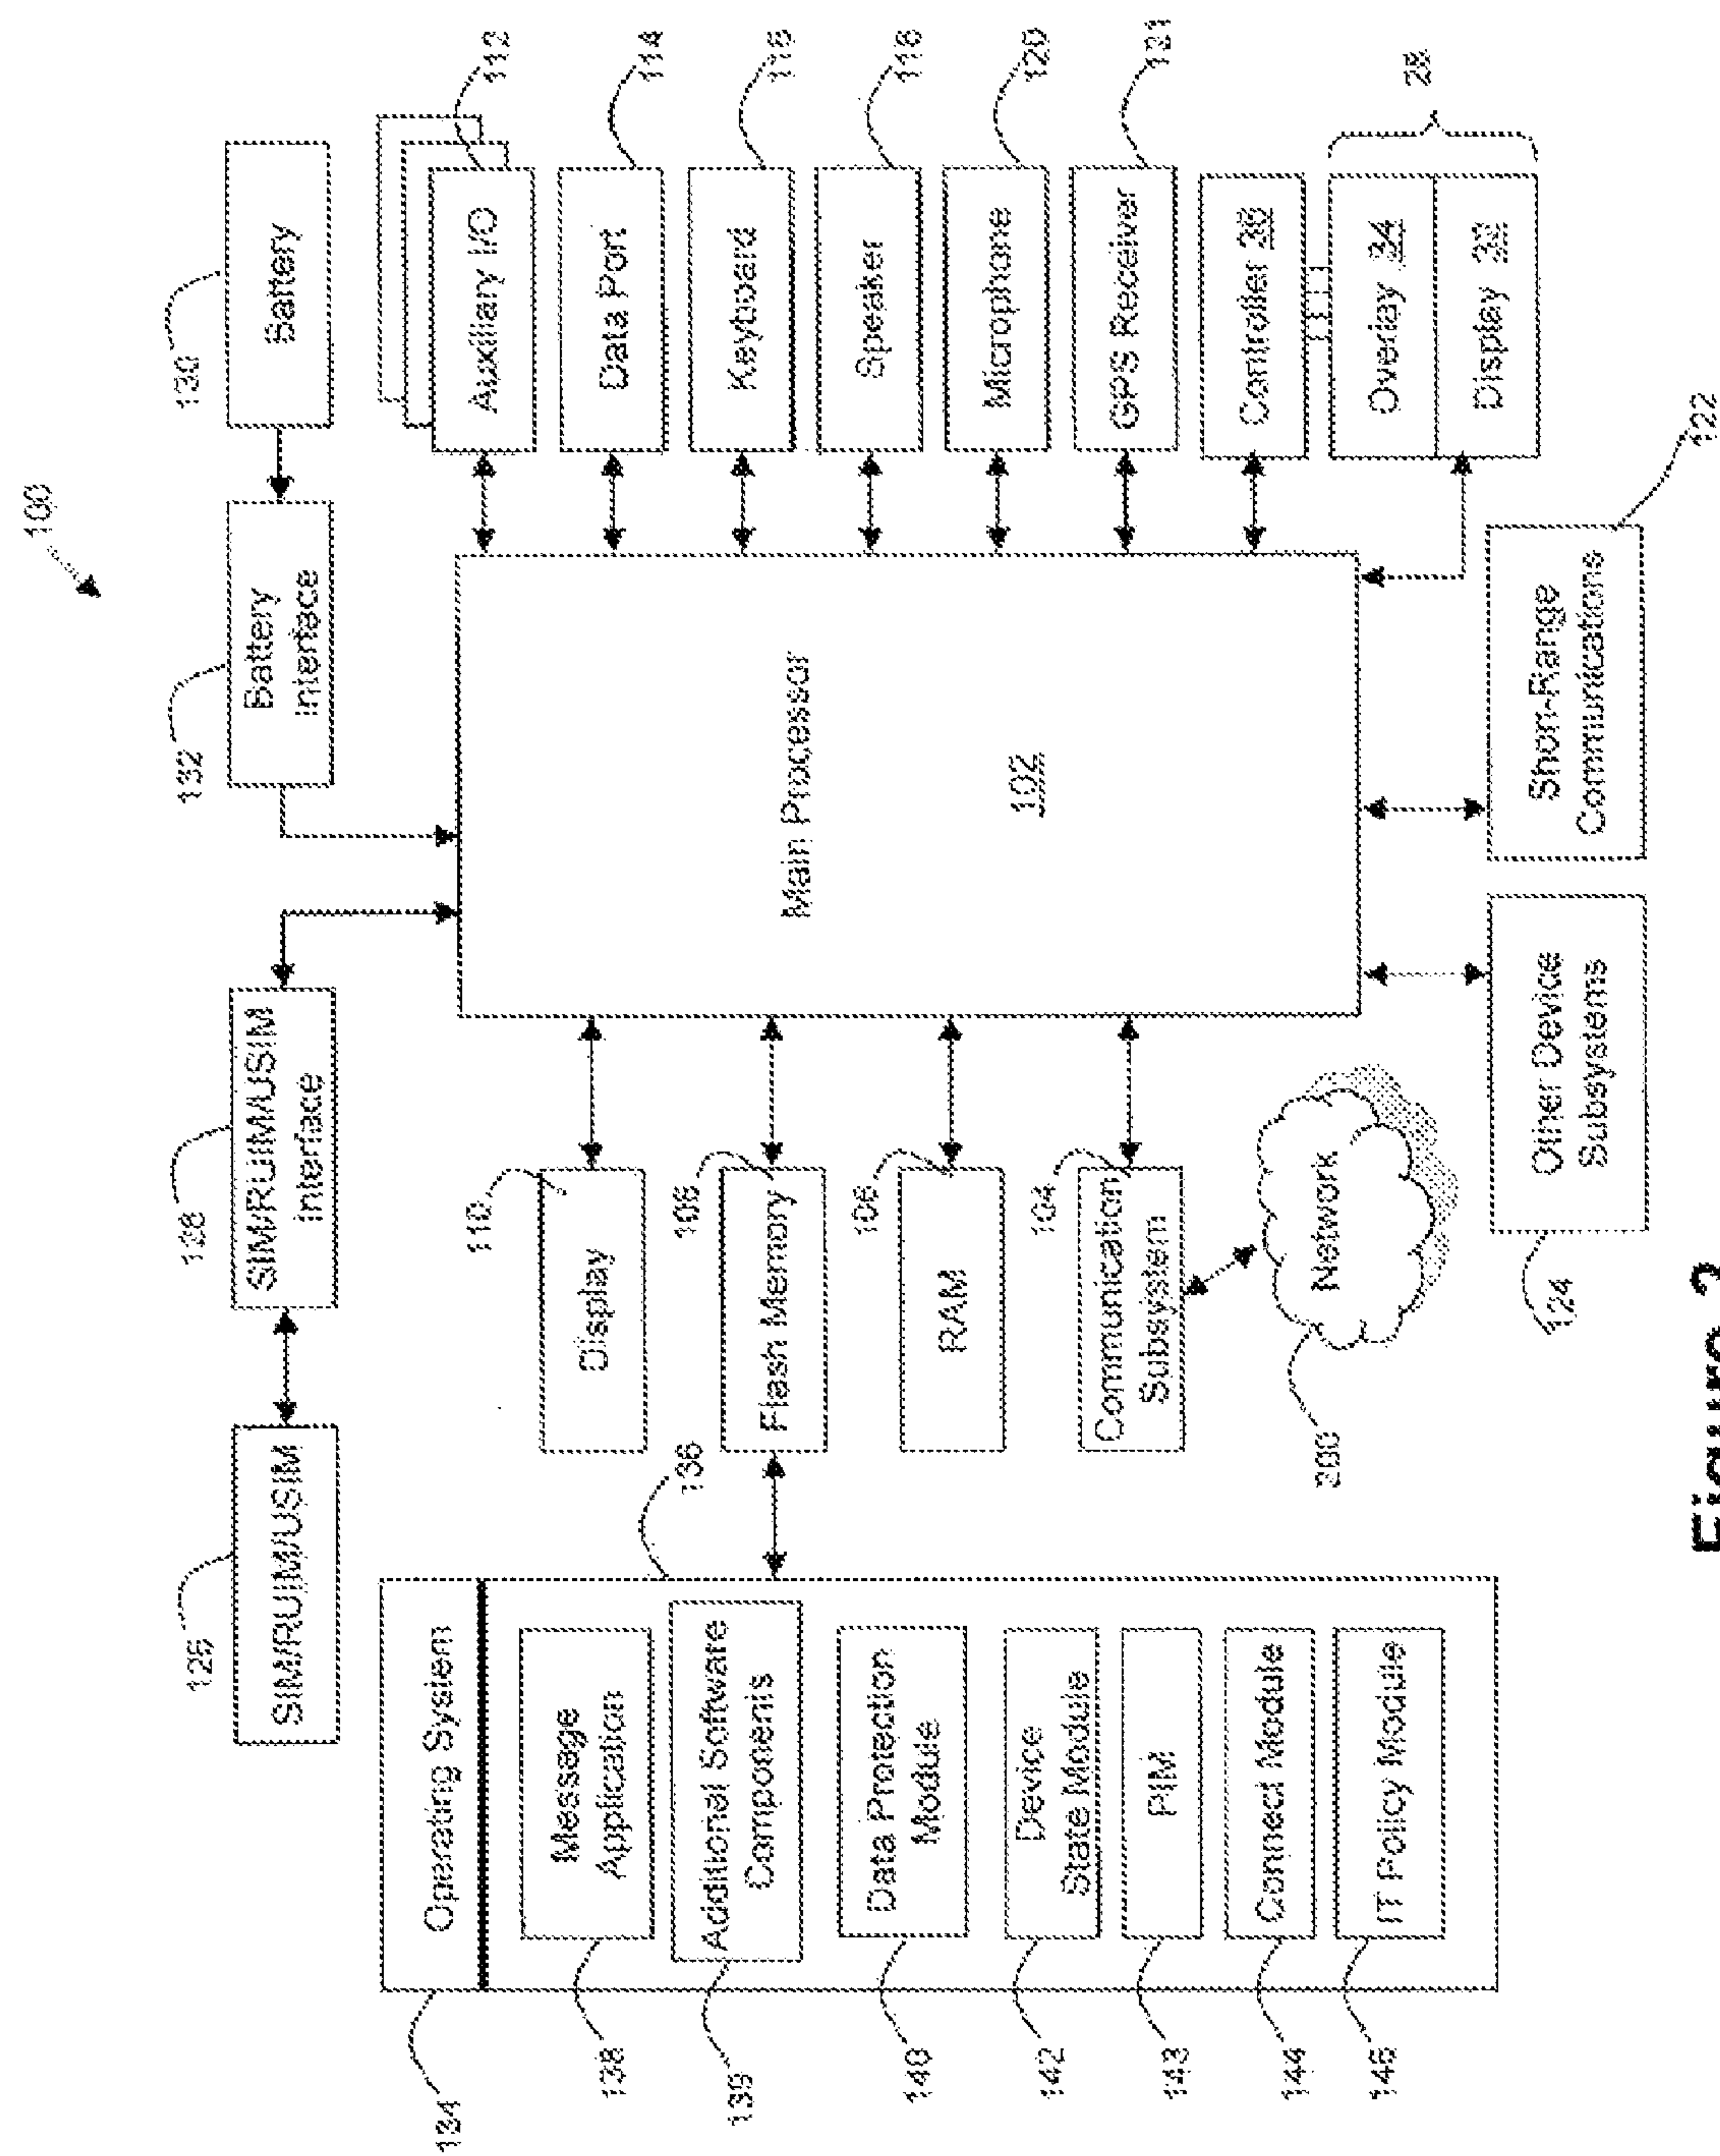 100
130
Battery
132
Battery
Interface
128
SIM/RUIM/USIM
Interface
126
SIM/RUIM/USIM
134
Operating System
136
138
Message
Application
139
Additional Software
Components
140
Data Protection
Module
142
Device
State Module
143
PIM
144
Connect Module
146
IT Policy Module
110
Display
Flash Memory
RAM
104
Communication
Subsystem
200
Network
Main Processor
102
112
Auxiliary I/O
114
Data Port
116
Keyboard
118
Speaker
120
Microphone
121
GPS Receiver
Controller 36
28
Overlay 34
Display
122
Short-Range
Communications
124
Other Device
Subsystems